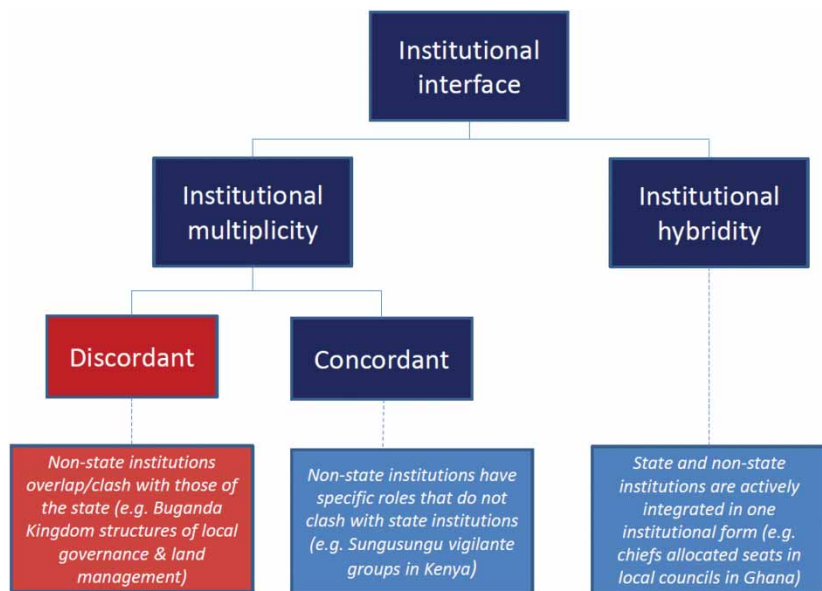 Institutional
interface
Institutional
multiplicity
Institutional
hybridity
Discordant
Concordant
Non-state institutions
overlap/clash with those of
the state (e.g. Buganda
Kingdom structures of local
governance & land
management)
Non-state institutions have
specific roles that do not
clash with state institutions
(e.g. Sungusungu vigilante
groups in Kenya)
State and non-state
institutions are actively
integrated in one
institutional form (e.g.
chiefs allocated seats in
local councils in Ghana)